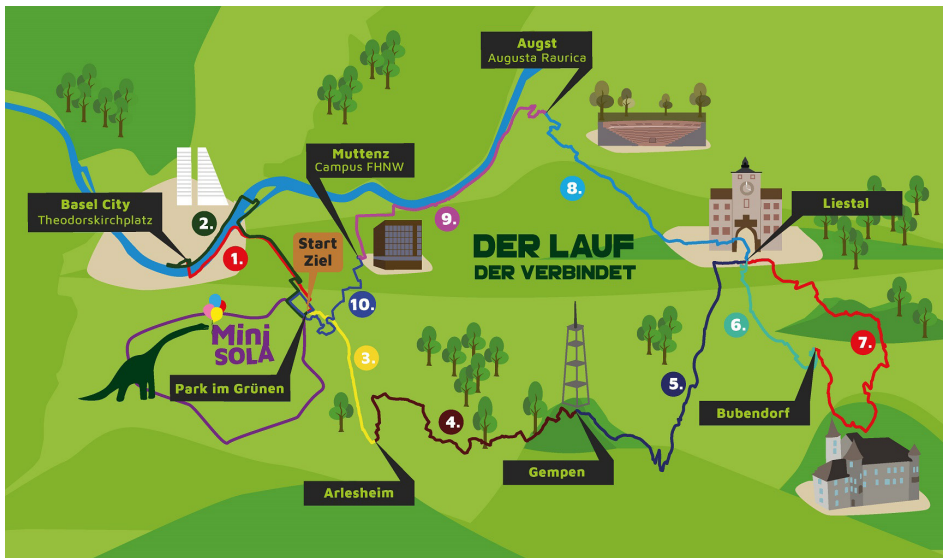 Augst
Augusta Raurica
Muttenz
Campus FHNW
8.
Basel City
Theodorskirchplatz
Liestal
2.
9.
1.
Start
Ziel
DER LAUF
DER VERBINDET
10.
6.
Mini
SOLA
3.
7.
5.
Park im Grünen
Bubendorf
4.
Gempen
Arlesheim